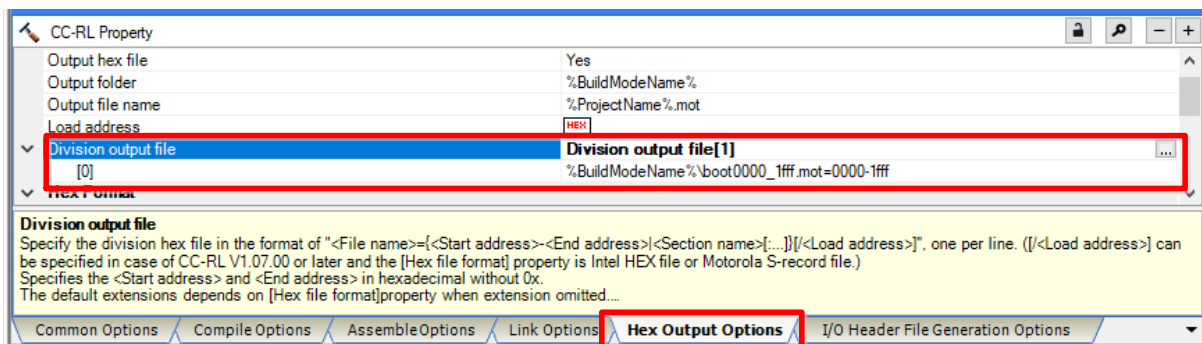 CC-RL Property
Output hex file Yes
Output folder %BuildModeName%
Output file name %ProjectName%.mot
Load address HEX
Division output file Division output file[1] ...
[0] %BuildModeName%\boot0000_1fff.mot=0000-1fff
Hex Format
Division output file
Specify the division hex file in the format of "<File name>={<Start address>-<End address>|<Section name>[:...]}[/<Load address>]", one per line. ([/<Load address>] can
be specified in case of CC-RL V1.07.00 or later and the [Hex file format] property is Intel HEX file or Motorola S-record file.)
Specifies the <Start address> and <End address> in hexadecimal without 0x.
The default extensions depends on [Hex file format]property when extension omitted....
Common Options Compile Options Assemble Options Link Options Hex Output Options I/O Header File Generation Options